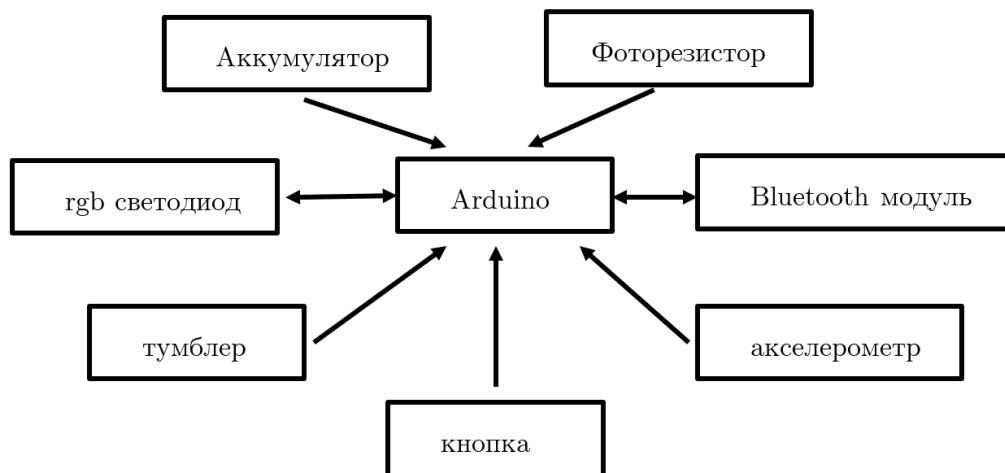 Аккумулятор
Фоторезистор
rgb светодиод
Arduino
Bluetooth модуль
тумблер
акселерометр
кнопка